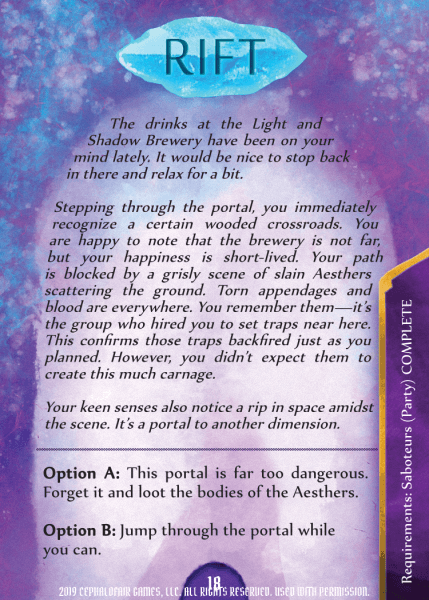 RIFT
The drinks at the Light and
Shadow Brewery have been on your
mind lately. It would be nice to stop back
in there and relax for a bit.
Stepping through the portal, you immediately
recognize a certain wooded crossroads. You
are happy to note that the brewery is not far,
but your happiness is short-lived. Your path
is blocked by a grisly scene of slain Aesthers
scattering the ground. Torn appendages and
blood are everywhere. You remember them—it's
the group who hired you to set traps near here.
This confirms those traps backfired just as you
planned. However, you didn't expect them to
create this much carnage.
Your keen senses also notice a rip in space amidst
the scene. It's a portal to another dimension.
Option A: This portal is far too dangerous.
Forget it and loot the bodies of the Aesthers.
Option B: Jump through the portal while
you can.
Requirements: Saboteurs (Party) COMPLETE
18
2019 CEPHALOFAIR GAMES, LLC. ALL RIGHTS RESERVED. USED WITH PERMISSION.